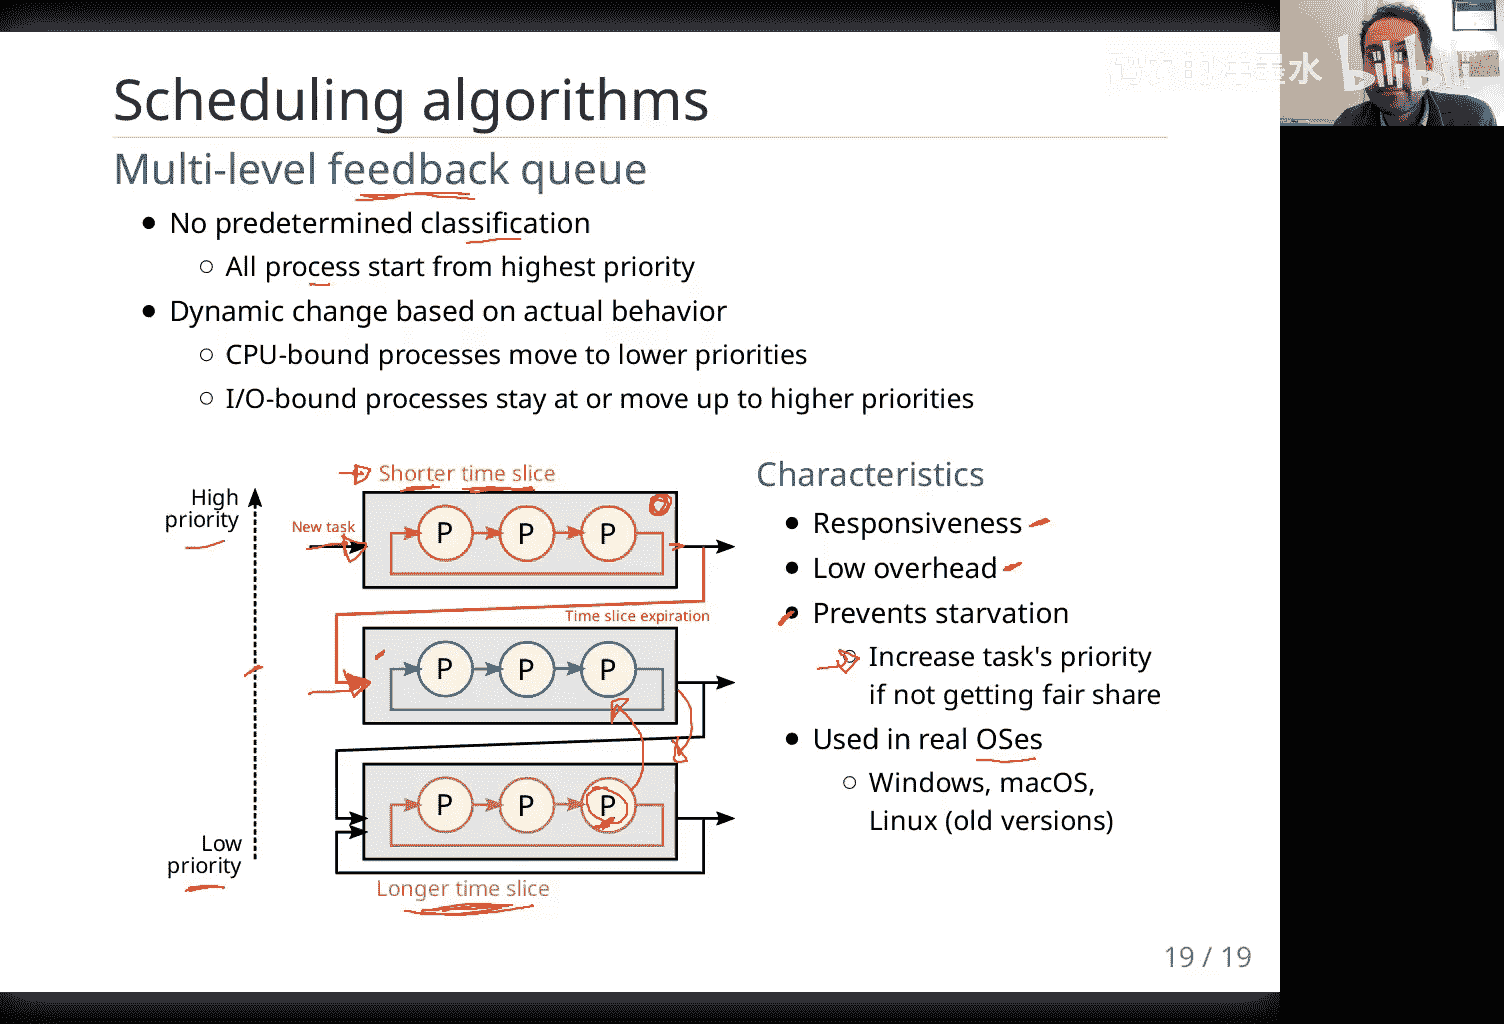 Scheduling algorithms
Multi-level feedback queue
No predetermined classification
All process start from highest priority
Dynamic change based on actual behavior
CPU-bound processes move to lower priorities
I/O-bound processes stay at or move up to higher priorities
Shorter time slice
High
priority
New task
P P P
Time slice expiration
P P P
P P P
Low
priority
Longer time slice
Characteristics
Responsiveness
Low overhead
Prevents starvation
Increase task's priority
if not getting fair share
Used in real OSes
Windows, macOS,
Linux (old versions)
19 / 19
水
bilibili